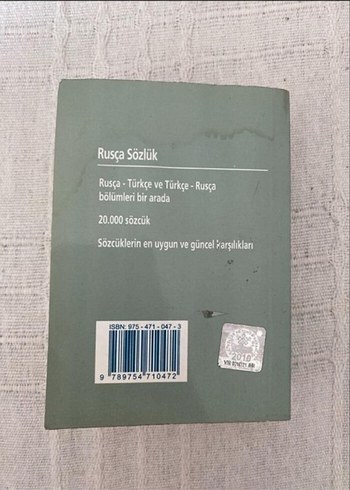 Rusça Sözlük
Rusça - Türkçe ve Türkçe - Rusça
bölümleri bir arada
20.000 sözcük
Sözcüklerin en uygun ve güncel karşılıkları
ISBN: 975 - 471 - 047 - 3
9 789754 710472
2010